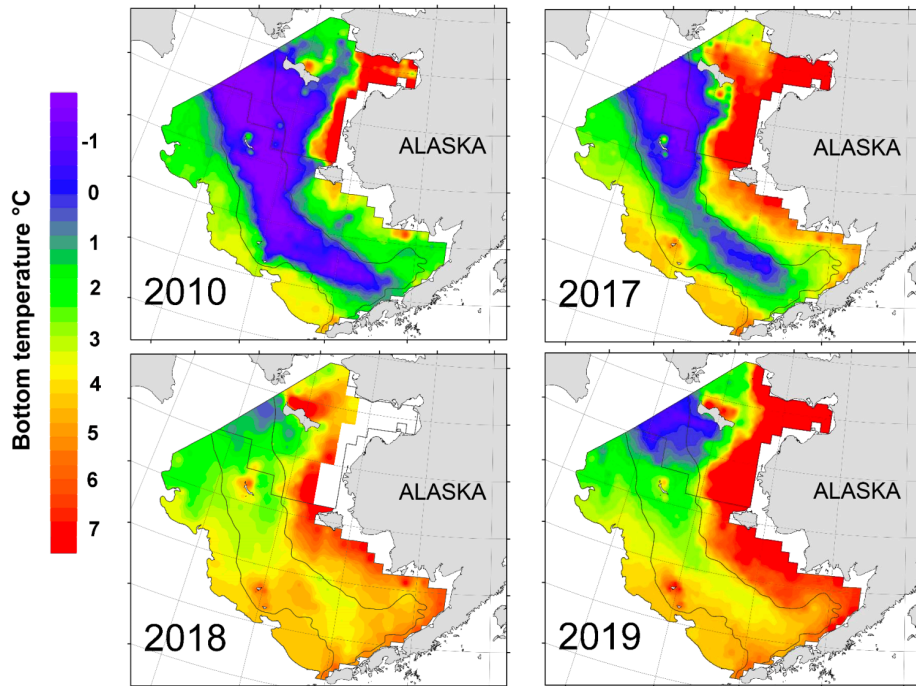 Bottom temperature °C
-1
0
1
2
3
4
5
6
7
ALASKA
2010
ALASKA
2017
ALASKA
2018
ALASKA
2019